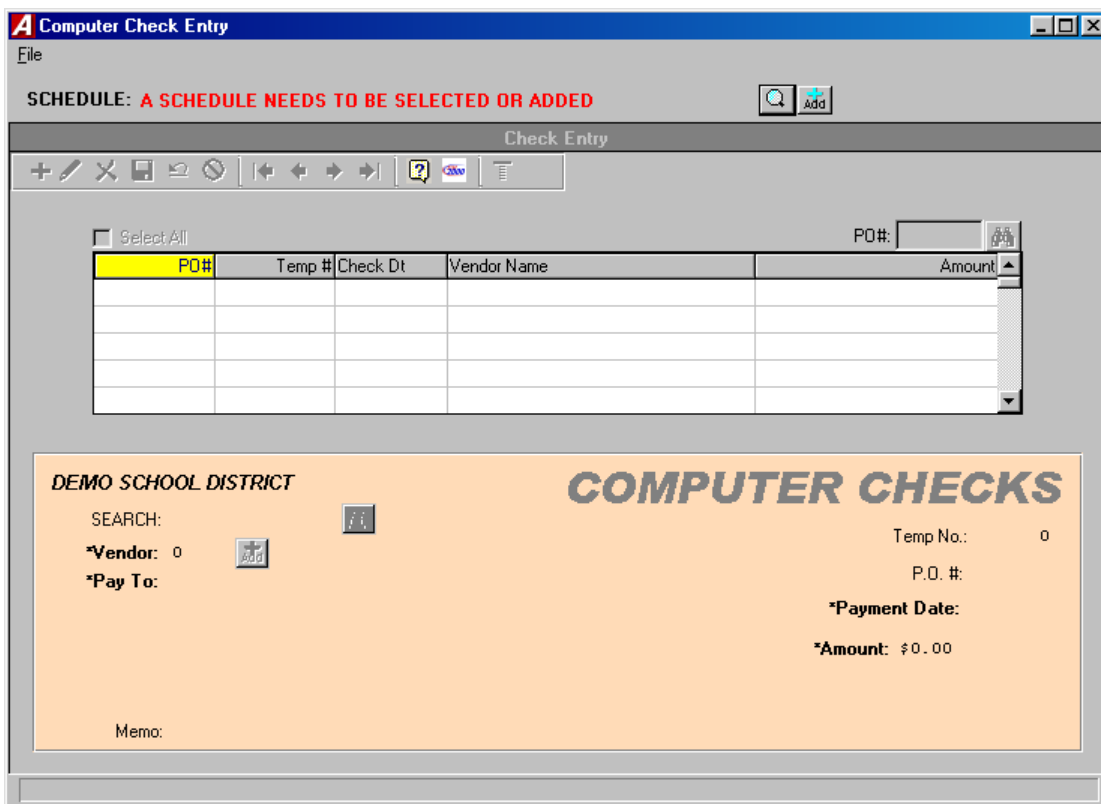 Computer Check Entry
File
SCHEDULE: A SCHEDULE NEEDS TO BE SELECTED OR ADDED
Add
Check Entry
Select All
PO#:
PO# Temp # Check Dt Vendor Name Amount
DEMO SCHOOL DISTRICT
COMPUTER CHECKS
SEARCH:
Temp No.: 0
*Vendor: 0 Add
P.O. #:
*Pay To:
*Payment Date:
*Amount: $0.00
Memo: